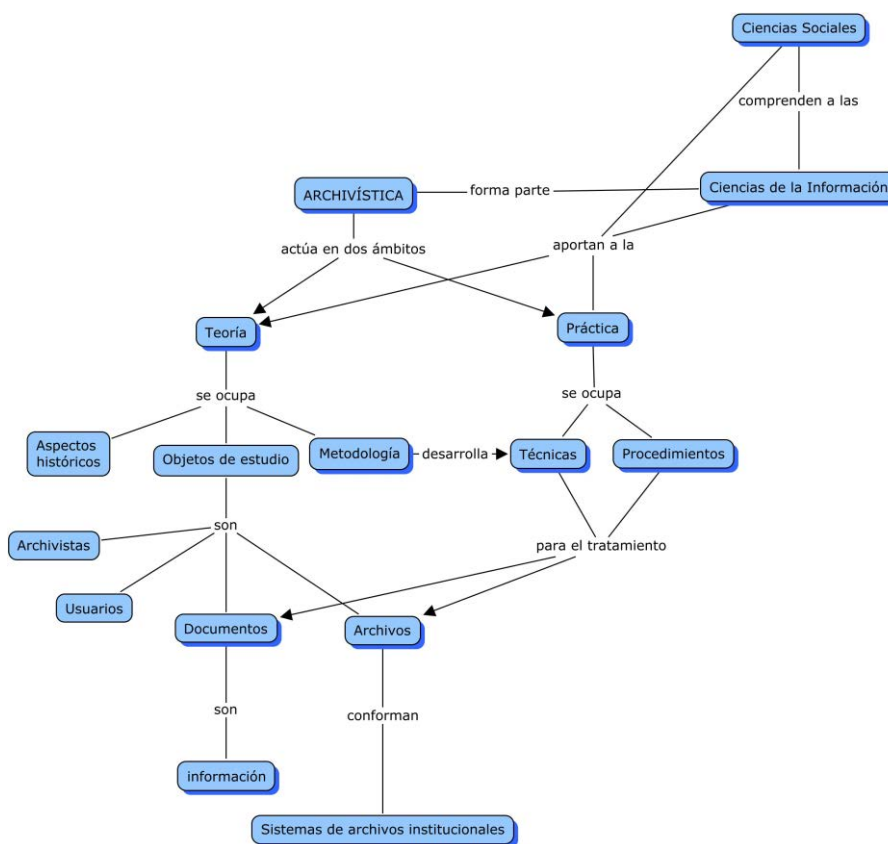 Ciencias Sociales
comprenden a las
ARCHIVÍSTICA
forma parte
Ciencias de la Información
actúa en dos ámbitos
aportan a la
Teoría
Práctica
se ocupa
se ocupa
Aspectos
históricos
Objetos de estudio
Metodología
desarrolla
Técnicas
Procedimientos
son
Archivistas
para el tratamiento
Usuarios
Documentos
Archivos
son
conforman
información
Sistemas de archivos institucionales